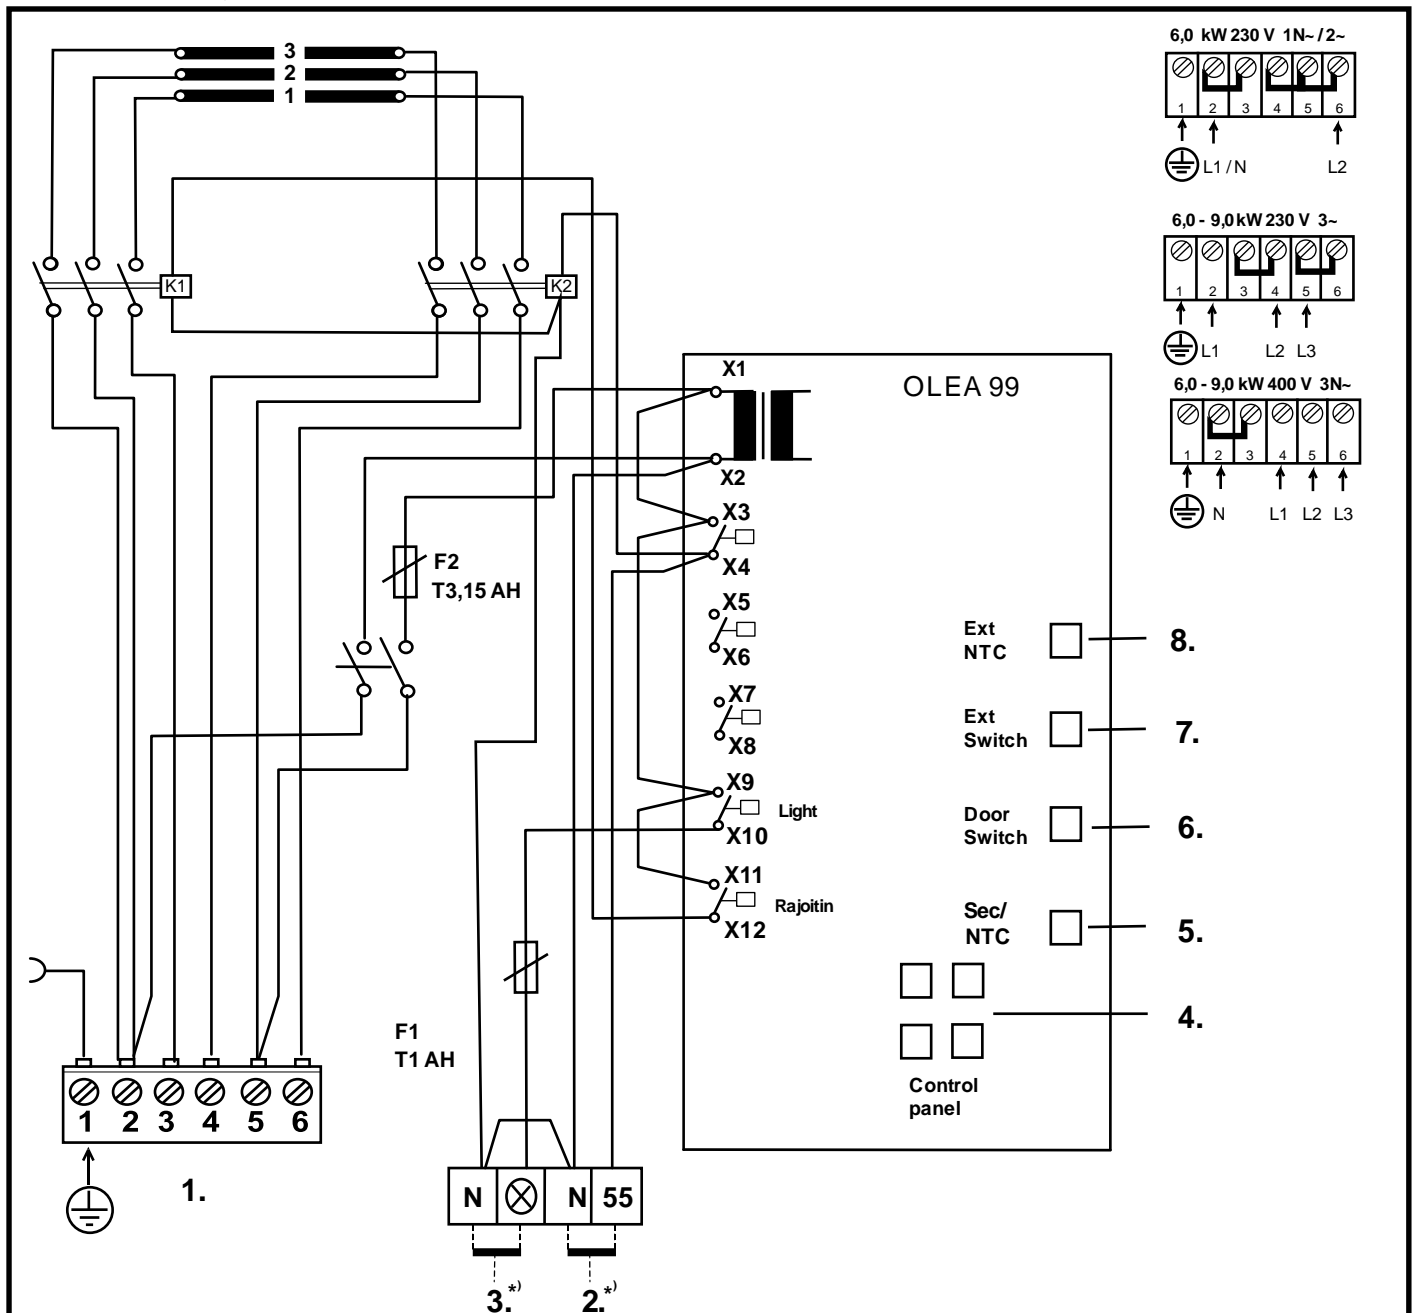 3
2
1
K1
K2
6,0 kW 230 V 1N~ / 2~
1 2 3 4 5 6
L1 / N L2
6,0 - 9,0 kW 230 V 3~
1 2 3 4 5 6
L1 L2 L3
6,0 - 9,0 kW 400 V 3N~
1 2 3 4 5 6
N L1 L2 L3
OLEA 99
X1
X2
X3
X4
X5
X6
X7
X8
X9
Light
X10
X11
Rajoitin
X12
F2
T3,15 AH
Ext
NTC
8.
Ext
Switch
7.
Door
Switch
6.
Sec/
NTC
5.
4.
Control
panel
F1
T1 AH
1 2 3 4 5 6
1.
N N 55
3.*) 2.*)